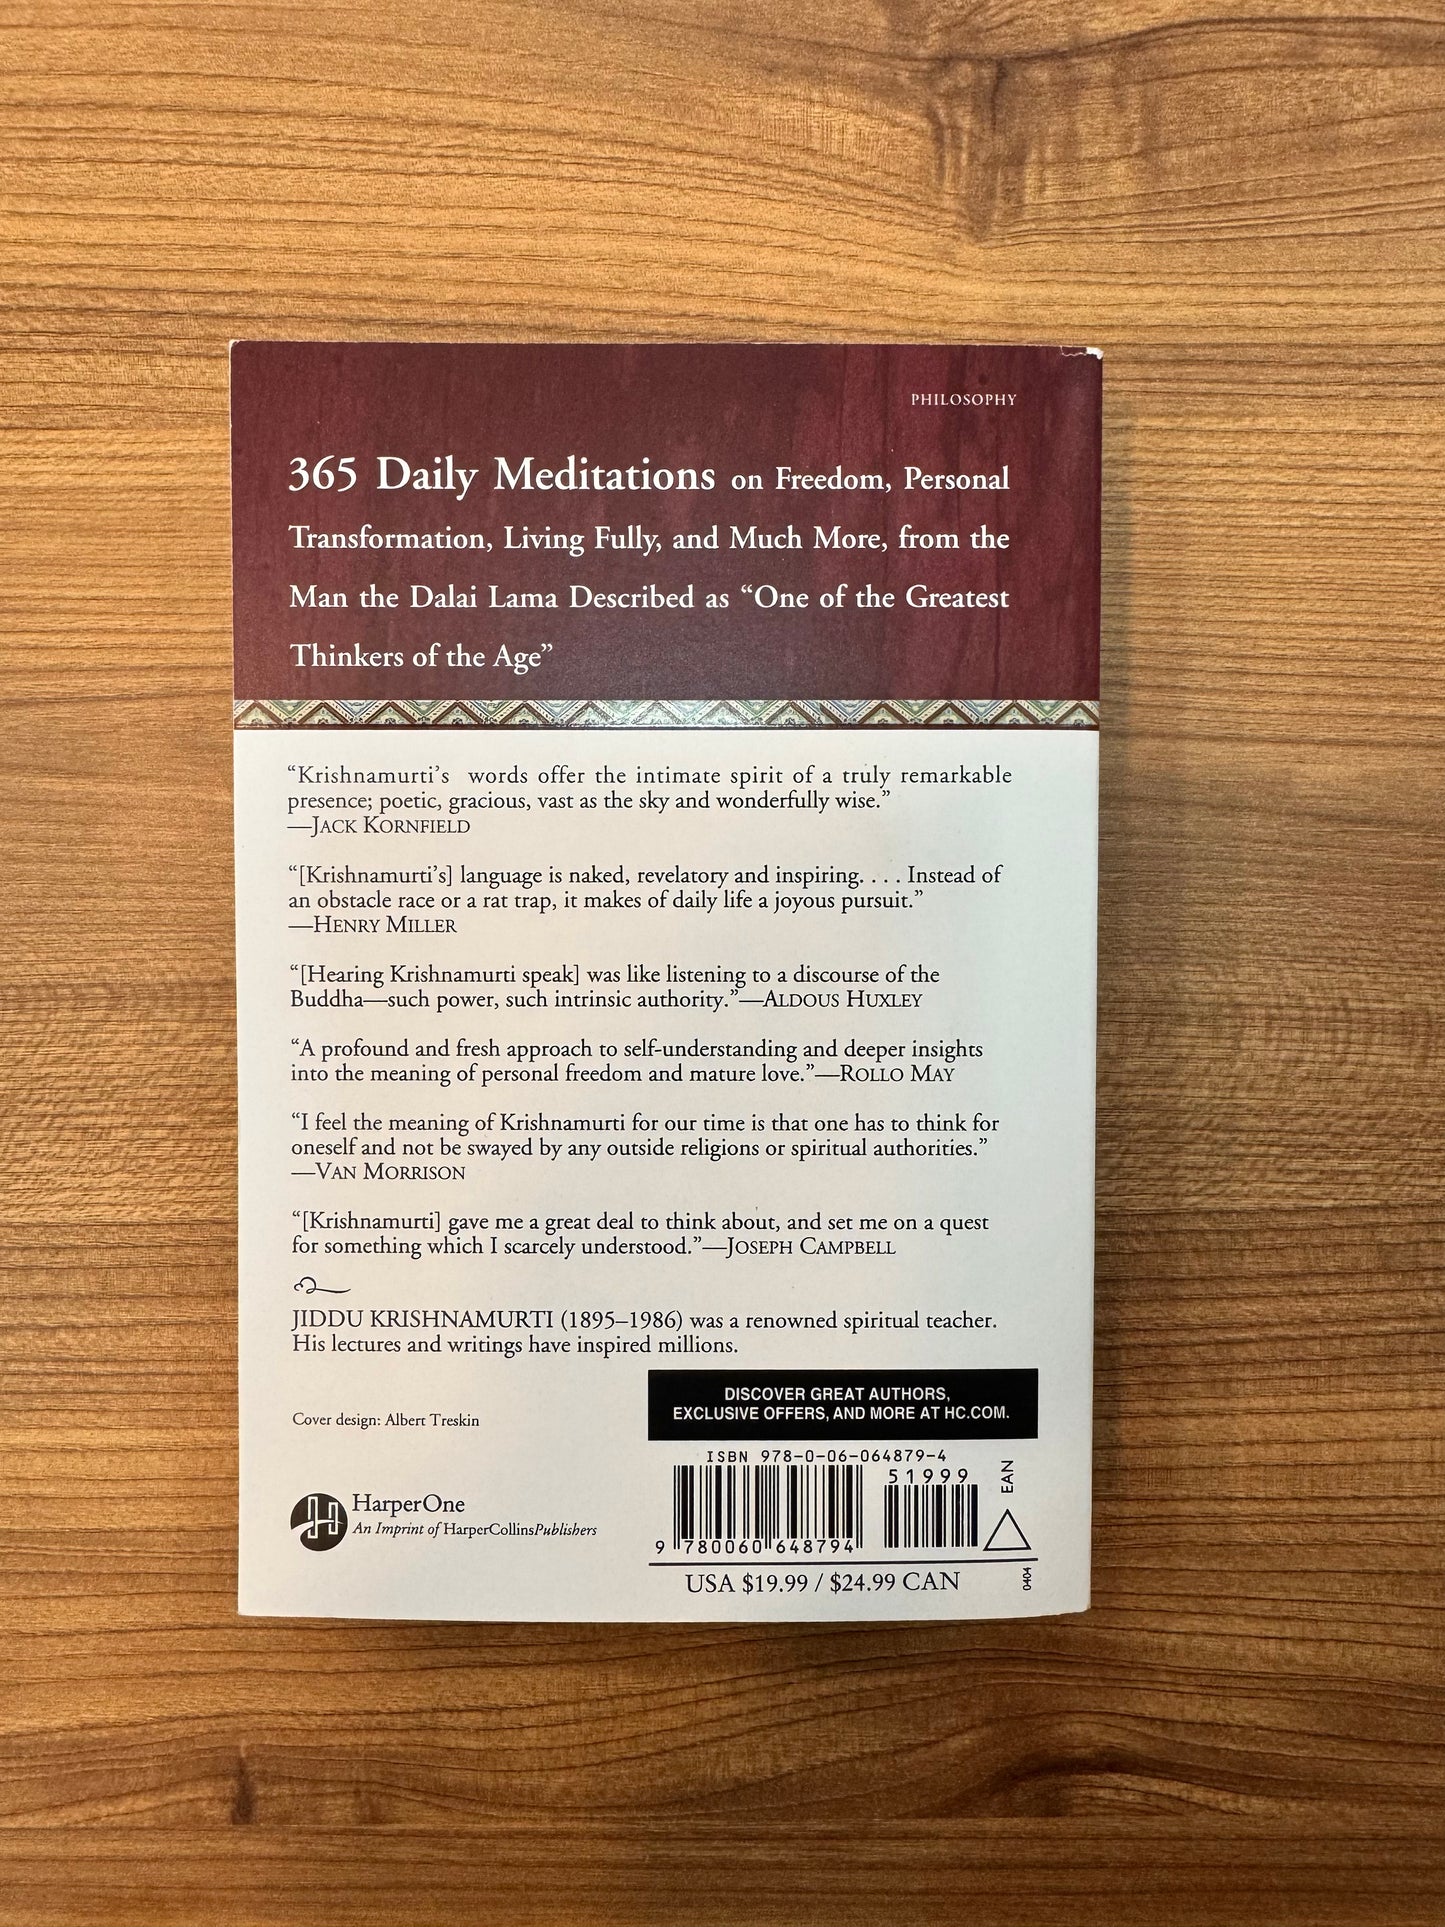 PHILOSOPHY
365 Daily Meditations on Freedom, Personal
Transformation, Living Fully, and Much More, from the
Man the Dalai Lama Described as “One of the Greatest
Thinkers of the Age”
“Krishnamurti’s words offer the intimate spirit of a truly remarkable
presence; poetic, gracious, vast as the sky and wonderfully wise.”
—JACK KORNFIELD
“[Krishnamurti’s] language is naked, revelatory and inspiring. . . . Instead of
an obstacle race or a rat trap, it makes of daily life a joyous pursuit.”
—HENRY MILLER
“[Hearing Krishnamurti speak] was like listening to a discourse of the
Buddha—such power, such intrinsic authority.”—ALDOUS HUXLEY
“A profound and fresh approach to self-understanding and deeper insights
into the meaning of personal freedom and mature love.”—ROLLO MAY
“I feel the meaning of Krishnamurti for our time is that one has to think for
oneself and not be swayed by any outside religions or spiritual authorities.”
—VAN MORRISON
“[Krishnamurti] gave me a great deal to think about, and set me on a quest
for something which I scarcely understood.”—JOSEPH CAMPBELL
JIDDU KRISHNAMURTI (1895–1986) was a renowned spiritual teacher.
His lectures and writings have inspired millions.
DISCOVER GREAT AUTHORS,
EXCLUSIVE OFFERS, AND MORE AT HC.COM.
Cover design: Albert Treskin
ISBN 978-0-06-064879-4
51999
EAN
HarperOne
An Imprint of HarperCollinsPublishers
9 780060 648794
USA $19.99 / $24.99 CAN
0404